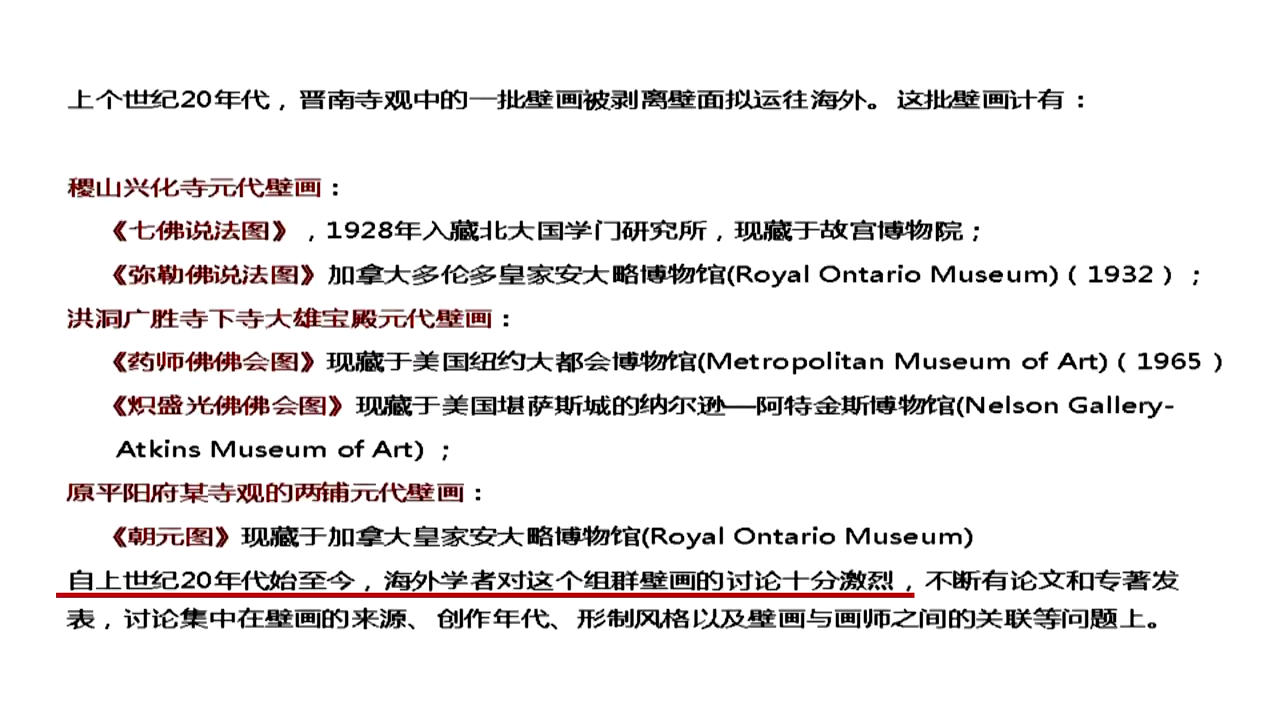 上个世纪20年代，晋南寺观中的一批壁画被剥离壁面拟运往海外。这批壁画计有：
稷山兴化寺元代壁画：
《七佛说法图》，1928年入藏北大国学门研究所，现藏于故宫博物院；
《弥勒佛说法图》加拿大多伦多皇家安大略博物馆(Royal Ontario Museum)（1932）；
洪洞广胜寺下寺大雄宝殿元代壁画：
《药师佛佛会图》现藏于美国纽约大都会博物馆(Metropolitan Museum of Art)（1965）
《炽盛光佛佛会图》现藏于美国堪萨斯城的纳尔逊—阿特金斯博物馆(Nelson Gallery-
Atkins Museum of Art)；
原平阳府某寺观的两铺元代壁画：
《朝元图》现藏于加拿大皇家安大略博物馆(Royal Ontario Museum)
自上世纪20年代始至今，海外学者对这个组群壁画的讨论十分激烈，不断有论文和专著发
表，讨论集中在壁画的来源、创作年代、形制风格以及壁画与画师之间的关联等问题上。